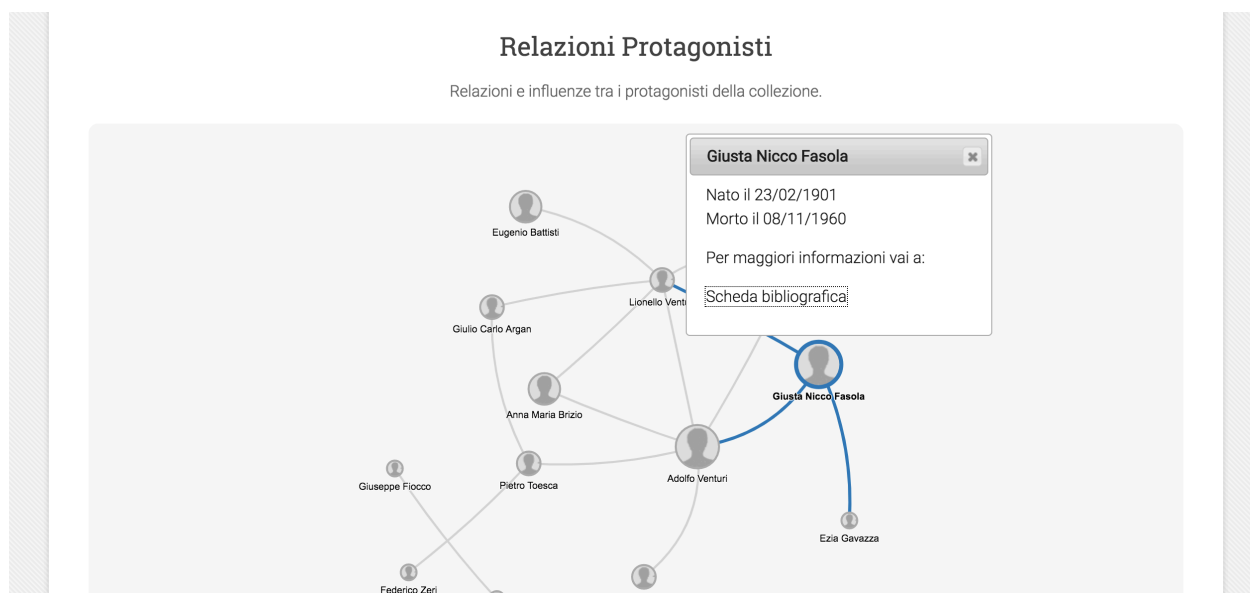 Relazioni Protagonisti
Relazioni e influenze tra i protagonisti della collezione.
Giusta Nicco Fasola
Nato il 23/02/1901
Morto il 08/11/1960
Per maggiori informazioni vai a:
Scheda bibliografica
Eugenio Battisti
Lionello Ventu
Giulio Carlo Argan
Giusta Nicco Fasola
Anna Maria Brizio
Adolfo Venturi
Pietro Toesca
Giuseppe Fiocco
Ezia Gavazza
Federico Zeri